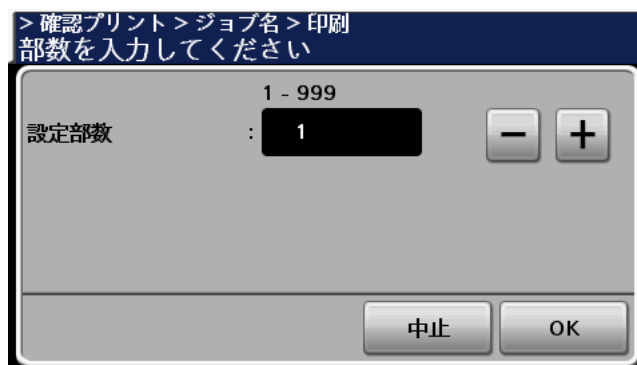 > 確認プリント > ジョブ名 > 印刷
部数を入力してください
1 - 999
設定部数 : 1 − +
中止 OK